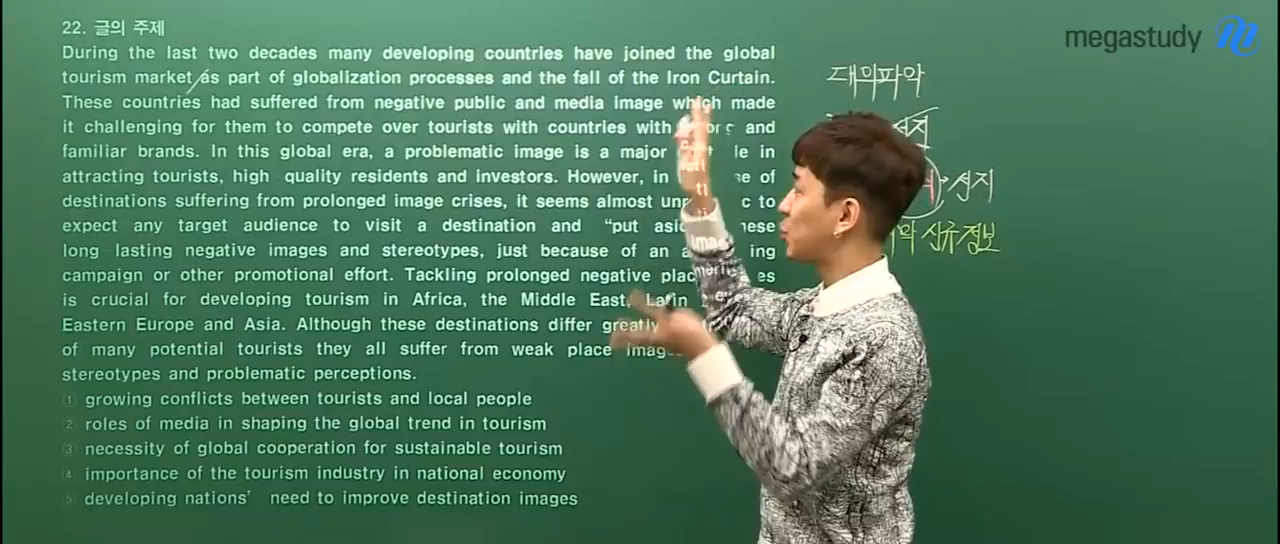 22. 글의 주제
During the last two decades many developing countries have joined the global
tourism market as part of globalization processes and the fall of the Iron Curtain.
These countries had suffered from negative public and media image which made
it challenging for them to compete over tourists with countries with and
familiar brands. In this global era, a problematic image is a major in
attracting tourists, high quality residents and investors. However, in of
destinations suffering from prolonged image crises, it seems almost to
expect any target audience to visit a destination and “put
long lasting negative images and stereotypes, just because of an
campaign or other promotional effort. Tackling prolonged negative
is crucial for developing tourism in Africa, the Middle East, Latin
Eastern Europe and Asia. Although these destinations differ greatly
of many potential tourists they all suffer from weak place
stereotypes and problematic perceptions.
① growing conflicts between tourists and local people
② roles of media in shaping the global trend in tourism
③ necessity of global cooperation for sustainable tourism
④ importance of the tourism industry in national economy
⑤ developing nations’ need to improve destination images
megastudy
대의파악